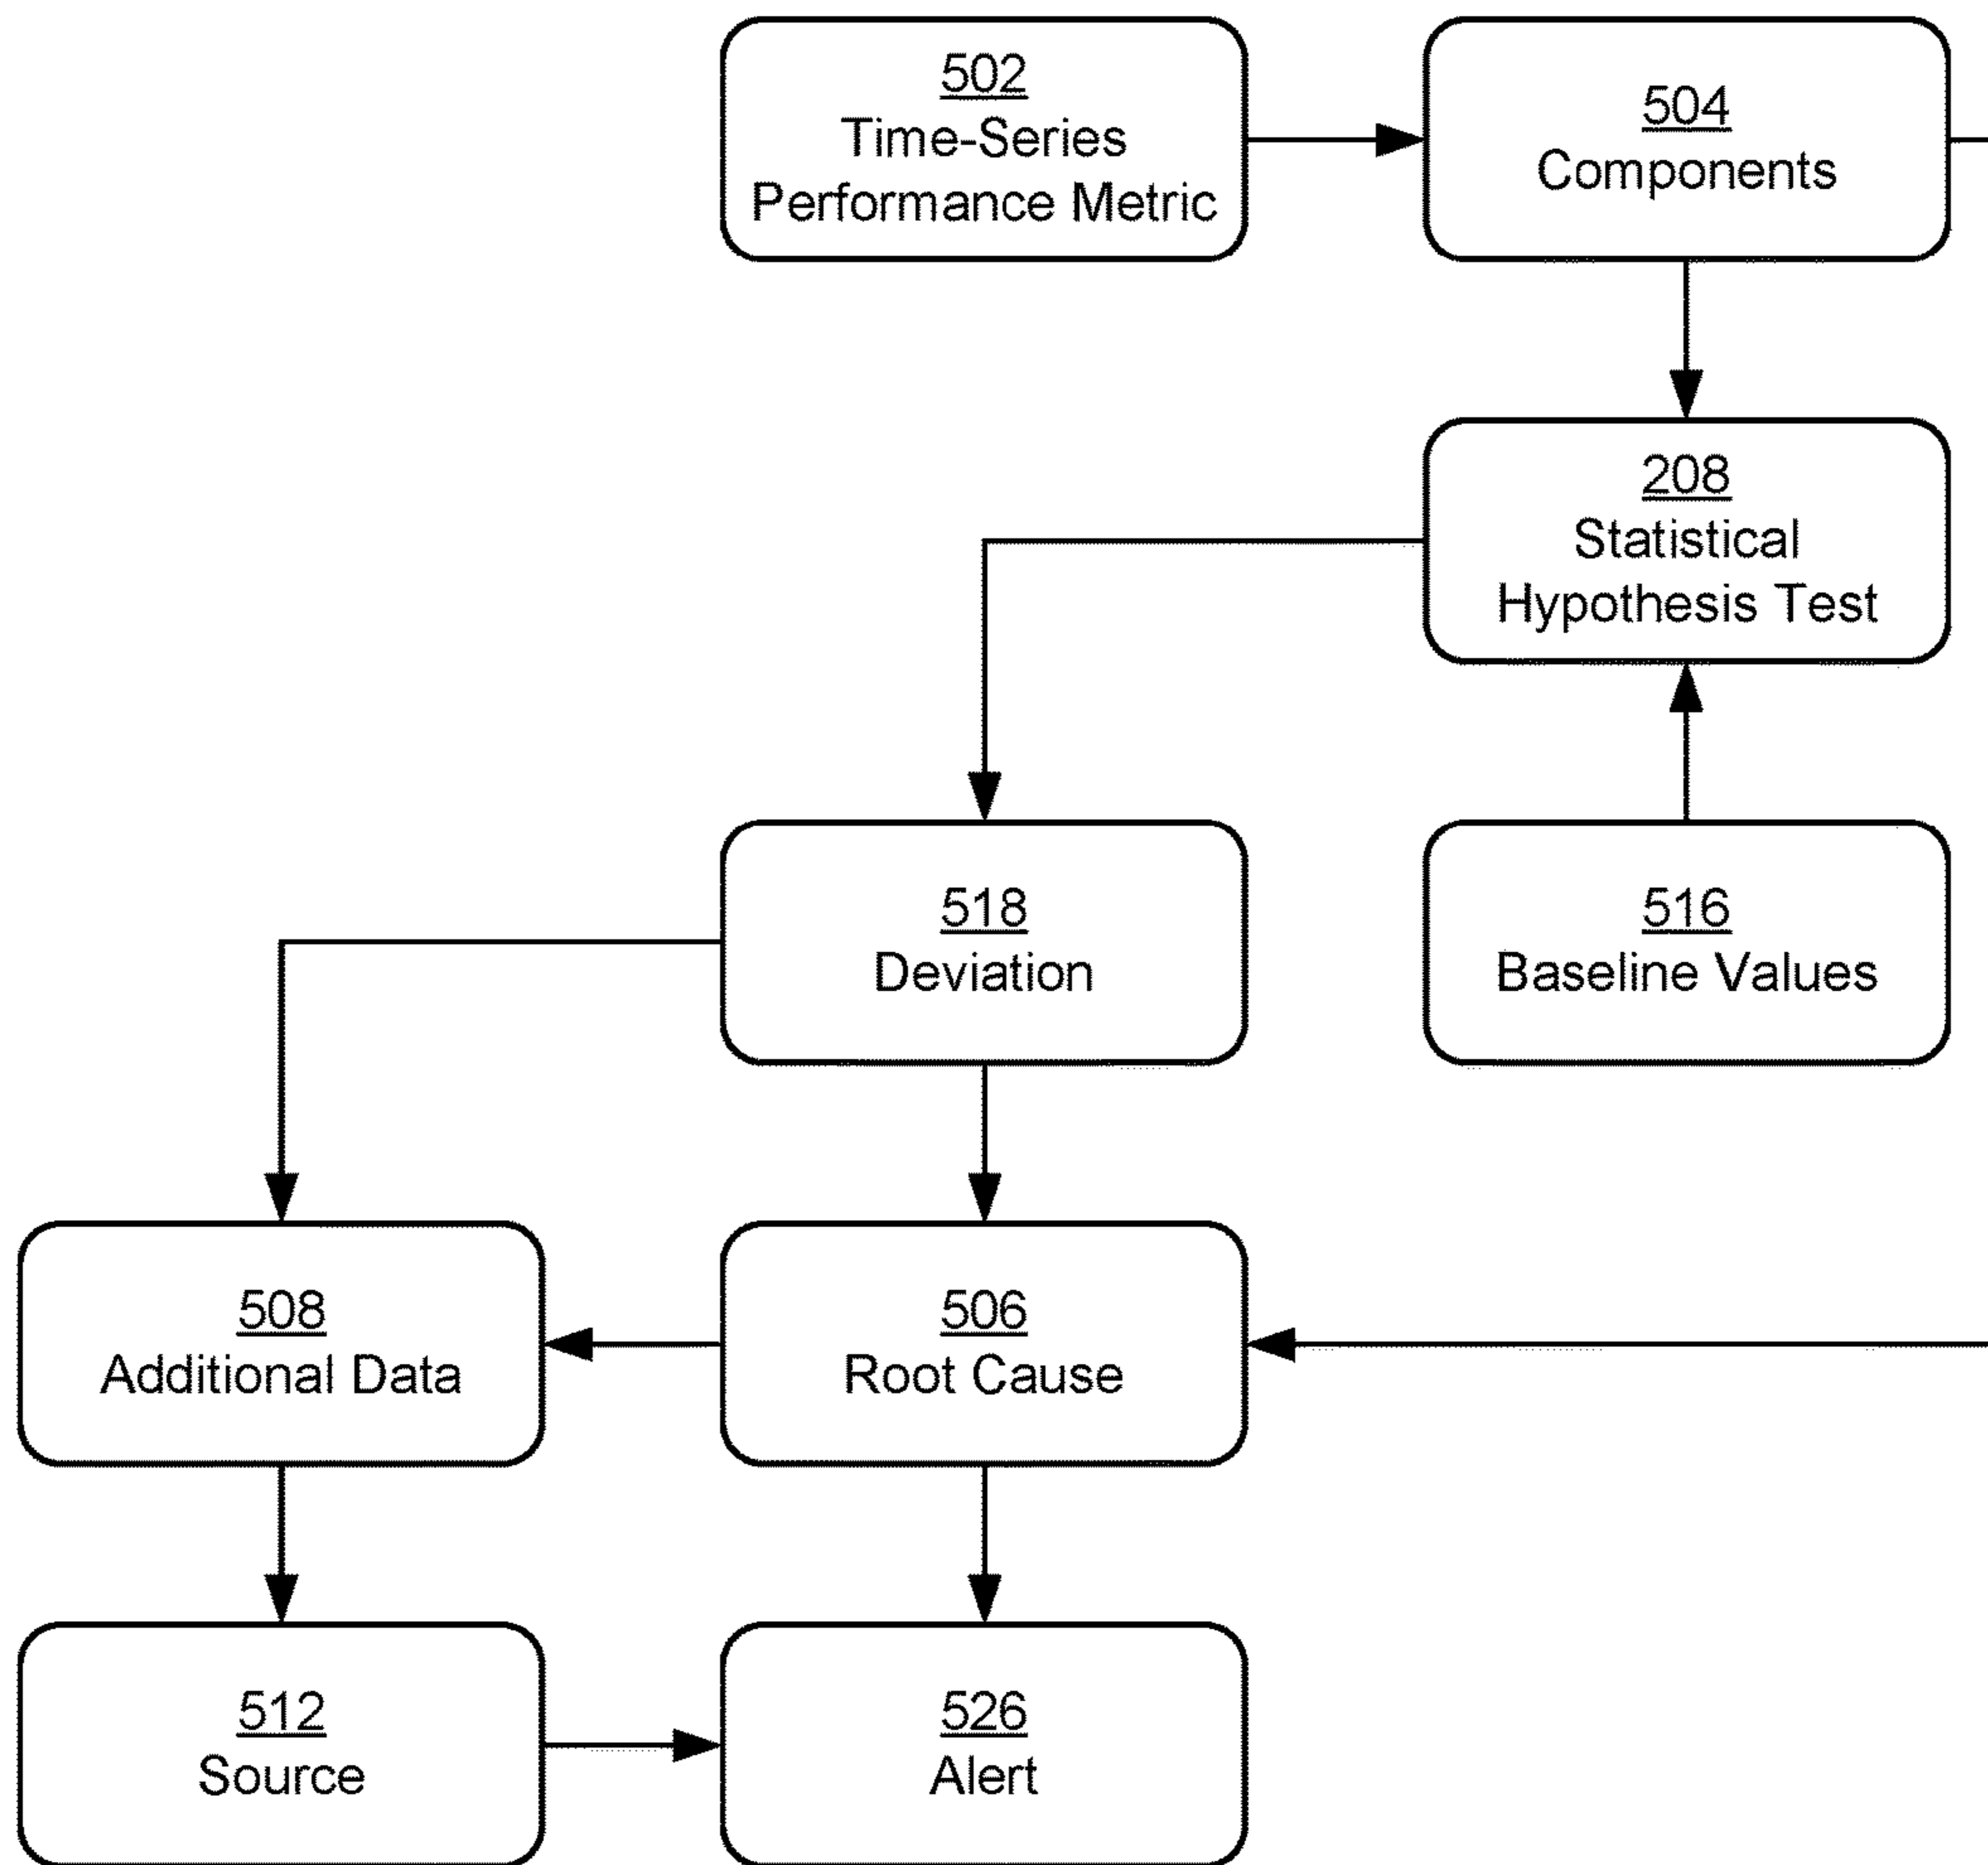 502
Time-Series
Performance Metric
504
Components
208
Statistical
Hypothesis Test
518
Deviation
516
Baseline Values
508
Additional Data
506
Root Cause
512
Source
526
Alert